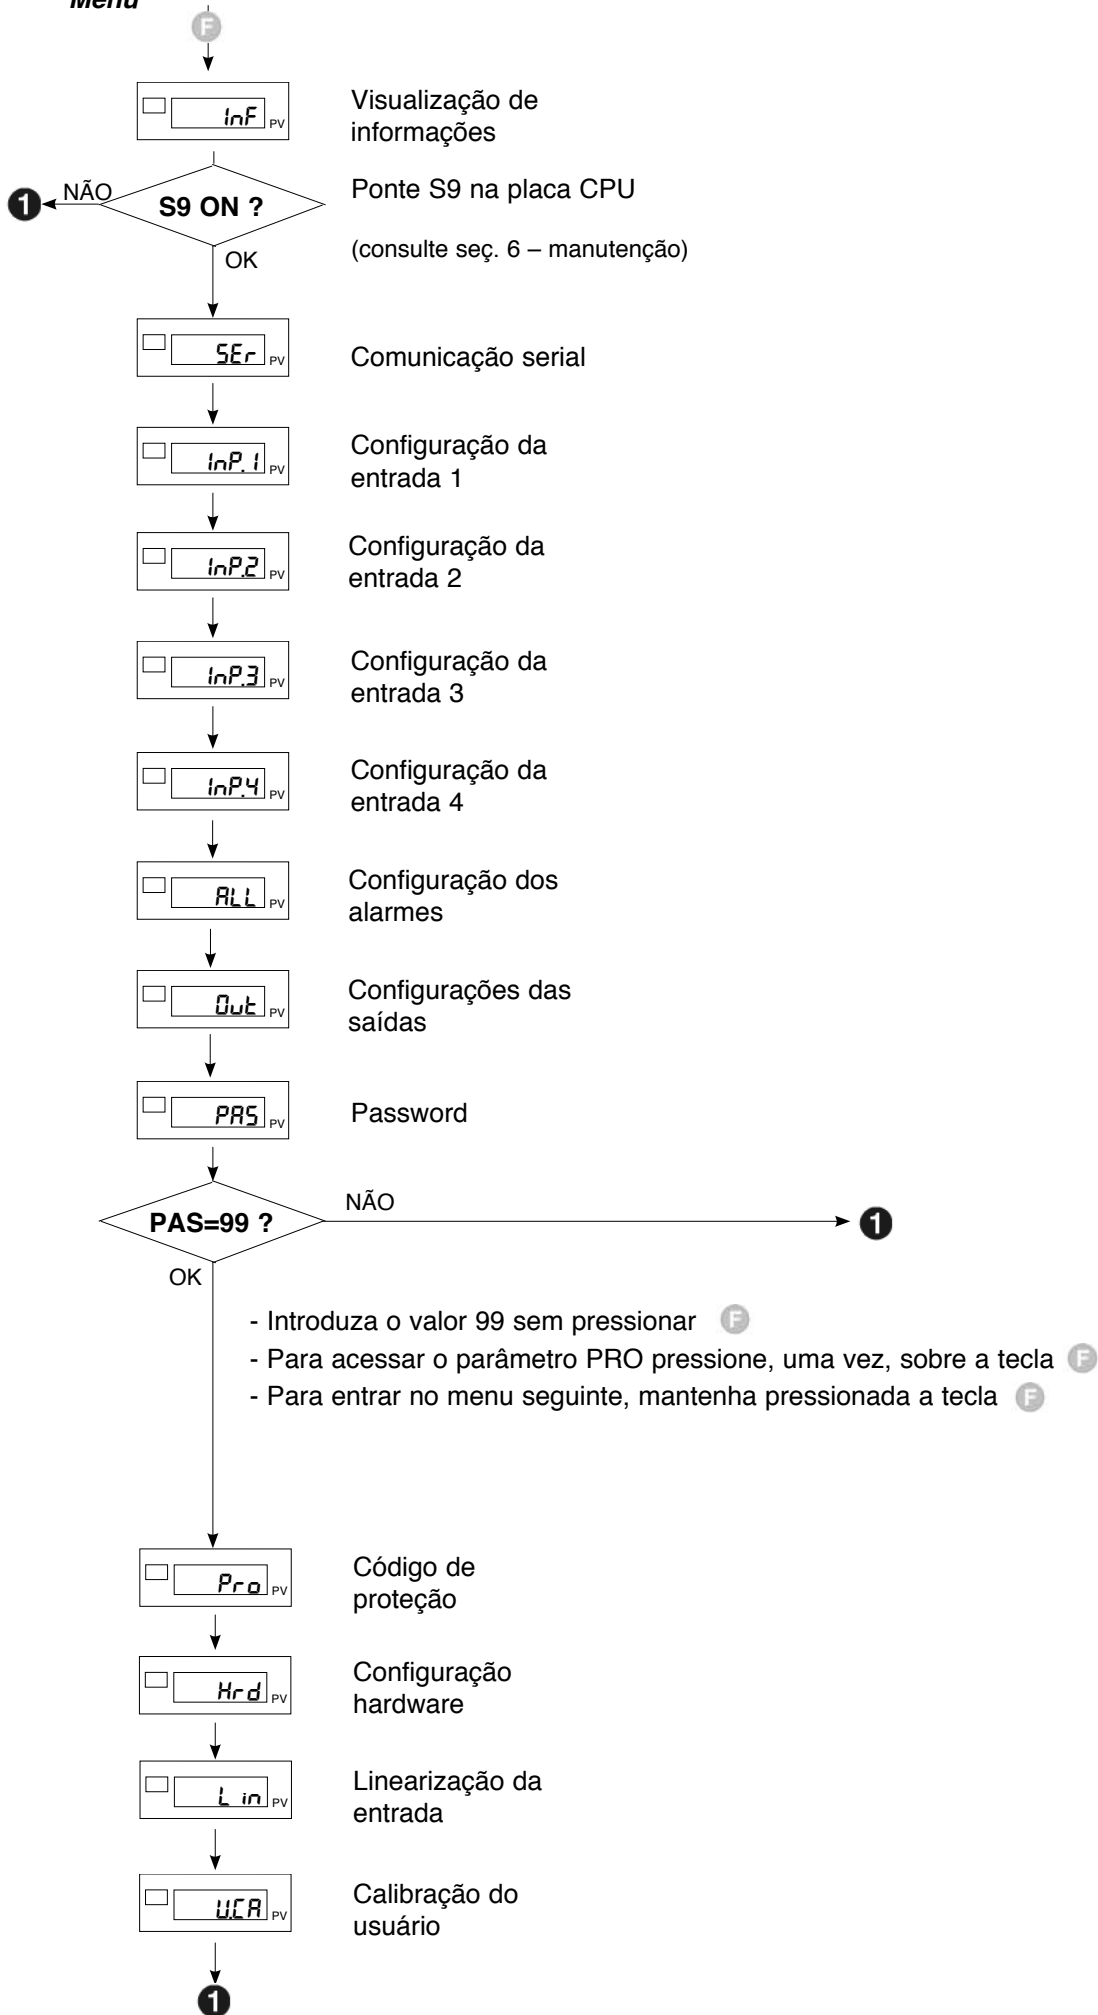 Menu
F
InF PV
Visualização de
informações
NÃO
1
S9 ON ?
Ponte S9 na placa CPU
(consulte seç. 6 – manutenção)
OK
SEr PV
Comunicação serial
InP.1 PV
Configuração da
entrada 1
InP.2 PV
Configuração da
entrada 2
InP.3 PV
Configuração da
entrada 3
InP.4 PV
Configuração da
entrada 4
ALL PV
Configuração dos
alarmes
Out PV
Configurações das
saídas
PAS PV
Password
PAS=99 ?
NÃO
1
OK
- Introduza o valor 99 sem pressionar F
- Para acessar o parâmetro PRO pressione, uma vez, sobre a tecla F
- Para entrar no menu seguinte, mantenha pressionada a tecla F
Pro PV
Código de
proteção
Hrd PV
Configuração
hardware
Lin PV
Linearização da
entrada
U.CA PV
Calibração do
usuário
1